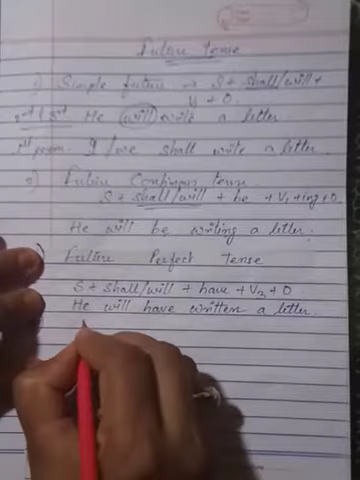 Future tense
1) Simple future → S + shall/will +
V₁ + O.
2nd / 3rd He will write a letter
1st person I / we shall write a letter.
2) Future Continuous tense
S + shall/will + be + V₁ + ing + O.
He will be writing a letter.
) Future Perfect Tense
S + shall/will + have + V₃ + O
He will have written a letter.